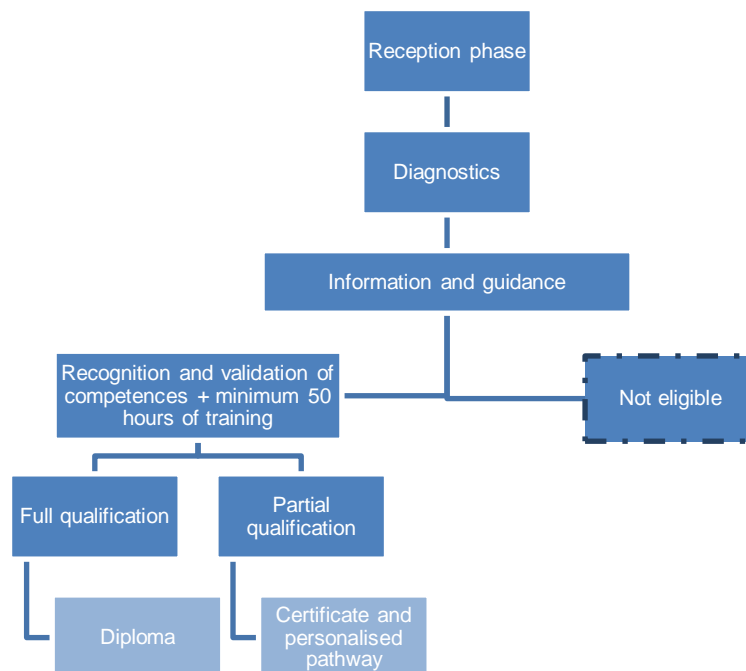 Reception phase
Diagnostics
Information and guidance
Recognition and validation of
competences + minimum 50
hours of training
Not eligible
Full qualification
Partial
qualification
Diploma
Certificate and
personalised
pathway